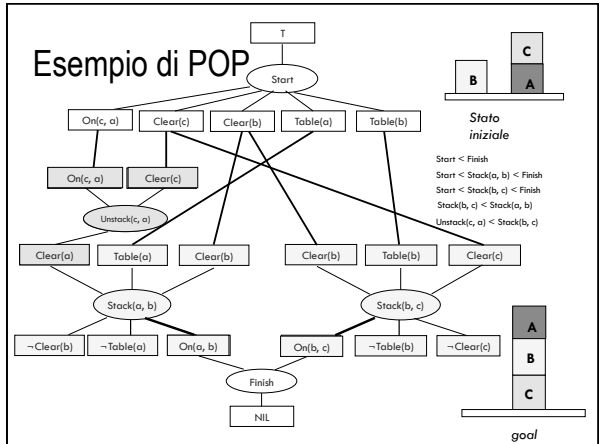 Esempio di POP
T
Start
On(c, a) Clear(c) Clear(b) Table(a) Table(b)
On(c, a) Clear(c)
Unstack(c, a)
Clear(a) Table(a) Clear(b) Clear(b) Table(b) Clear(c)
Stack(a, b) Stack(b, c)
¬Clear(b) ¬Table(a) On(a, b) On(b, c) ¬Table(b) ¬Clear(c)
Finish
NIL
C
B A
Stato
iniziale
Start < Finish
Start < Stack(a, b) < Finish
Start < Stack(b, c) < Finish
Stack(b, c) < Stack(a, b)
Unstack(c, a) < Stack(b, c)
A
B
C
goal